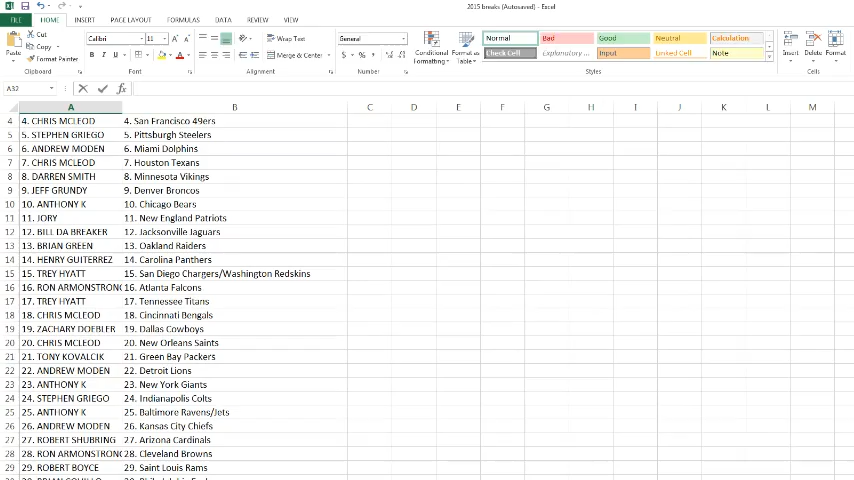 2015 breaks (Autosaved) - Excel
FILE HOME INSERT PAGE LAYOUT FORMULAS DATA REVIEW VIEW
Cut
Copy
Format Painter
Paste
Clipboard
Calibri 11
B I U
Font
Wrap Text
Merge & Center
Alignment
General
$ % ,
Number
Conditional Formatting
Format as Table
Normal Bad Good Neutral Calculation
Check Cell Explanatory ... Input Linked Cell Note
Styles
Insert Delete Format
Cells
A32 fx
A B C D E F G H I J K L M
4 4. CHRIS MCLEOD 4. San Francisco 49ers
5 5. STEPHEN GRIEGO 5. Pittsburgh Steelers
6 6. ANDREW MODEN 6. Miami Dolphins
7 7. CHRIS MCLEOD 7. Houston Texans
8 8. DARREN SMITH 8. Minnesota Vikings
9 9. JEFF GRUNDY 9. Denver Broncos
10 10. ANTHONY K 10. Chicago Bears
11 11. JORY 11. New England Patriots
12 12. BILL DA BREAKER 12. Jacksonville Jaguars
13 13. BRIAN GREEN 13. Oakland Raiders
14 14. HENRY GUITERREZ 14. Carolina Panthers
15 15. TREY HYATT 15. San Diego Chargers/Washington Redskins
16 16. RON ARMONSTRONG 16. Atlanta Falcons
17 17. TREY HYATT 17. Tennessee Titans
18 18. CHRIS MCLEOD 18. Cincinnati Bengals
19 19. ZACHARY DOEBLER 19. Dallas Cowboys
20 20. CHRIS MCLEOD 20. New Orleans Saints
21 21. TONY KOVALCIK 21. Green Bay Packers
22 22. ANDREW MODEN 22. Detroit Lions
23 23. ANTHONY K 23. New York Giants
24 24. STEPHEN GRIEGO 24. Indianapolis Colts
25 25. ANTHONY K 25. Baltimore Ravens/Jets
26 26. ANDREW MODEN 26. Kansas City Chiefs
27 27. ROBERT SHUBRING 27. Arizona Cardinals
28 28. RON ARMONSTRONG 28. Cleveland Browns
29 29. ROBERT BOYCE 29. Saint Louis Rams